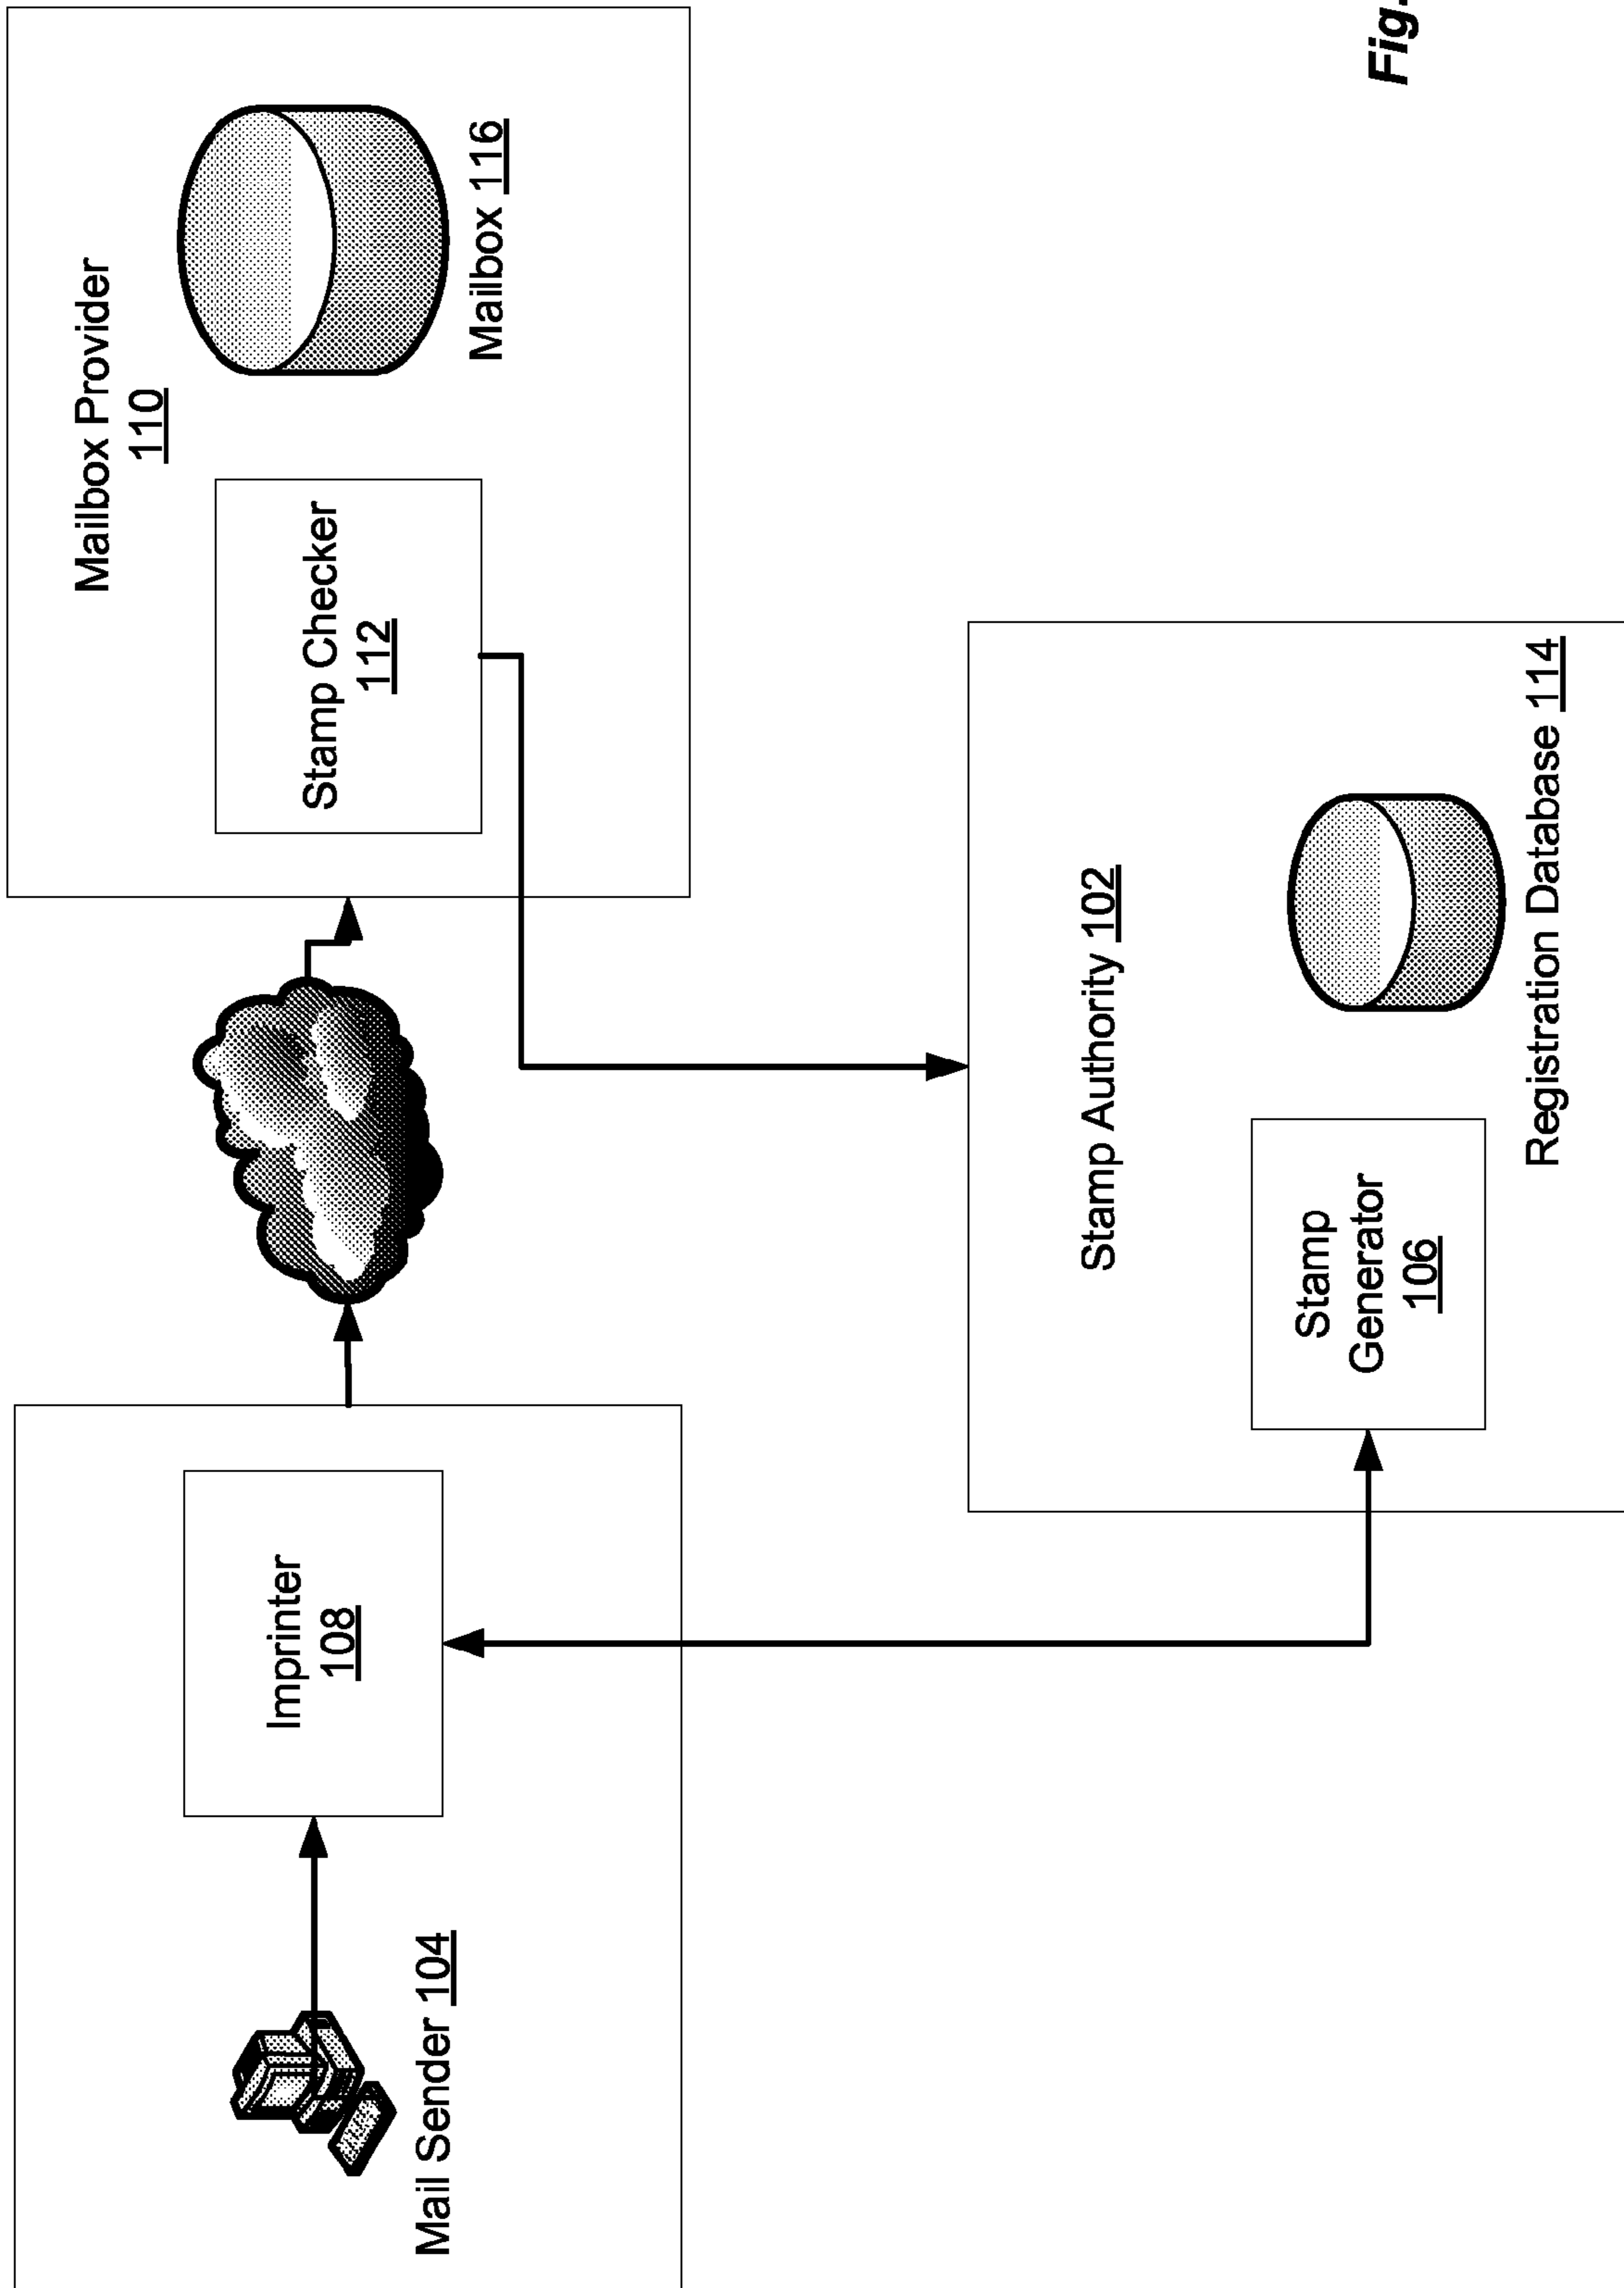 Mail Sender 104
Imprinter
108
Mailbox Provider
110
Stamp Checker
112
Mailbox 116
Stamp Authority 102
Stamp
Generator
106
Registration Database 114
Fig.